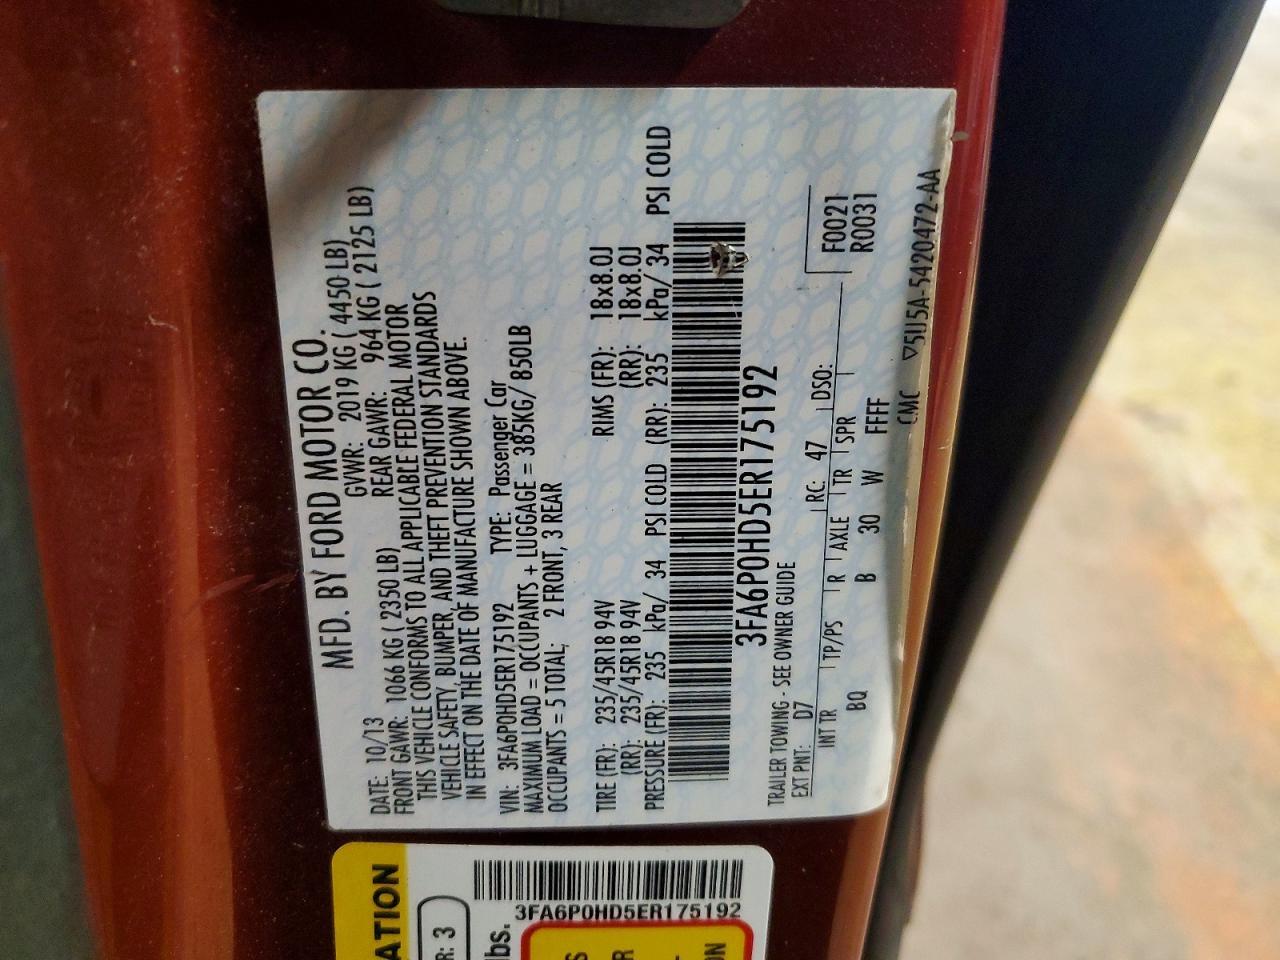 MFD. BY FORD MOTOR CO.
DATE: 10/13 GVWR: 2019 KG ( 4450 LB)
FRONT GAWR: 1066 KG ( 2350 LB) REAR GAWR: 964 KG ( 2125 LB)
THIS VEHICLE CONFORMS TO ALL APPLICABLE FEDERAL MOTOR
VEHICLE SAFETY, BUMPER, AND THEFT PREVENTION STANDARDS
IN EFFECT ON THE DATE OF MANUFACTURE SHOWN ABOVE.
VIN: 3FA6P0HD5ER175192 TYPE: Passenger Car
MAXIMUM LOAD = OCCUPANTS + LUGGAGE = 385KG/ 850LB
OCCUPANTS = 5 TOTAL; 2 FRONT, 3 REAR
TIRE (FR): 235/45R18 94V RIMS (FR): 18x8.0J
(RR): 235/45R18 94V (RR): 18x8.0J
PRESSURE (FR): 235 kPa/ 34 PSI COLD (RR): 235 kPa/ 34 PSI COLD
3FA6P0HD5ER175192
TRAILER TOWING - SEE OWNER GUIDE
EXT PNT: D7 RC: 47 DSO: F0021
INT TR TP/PS R AXLE TR SPR R0031
BQ B 30 W FFFF
CMC ▽5U5A-5420472-AA
ATION
R: 3
3FA6P0HD5ER175192
lbs.
S
R
ON